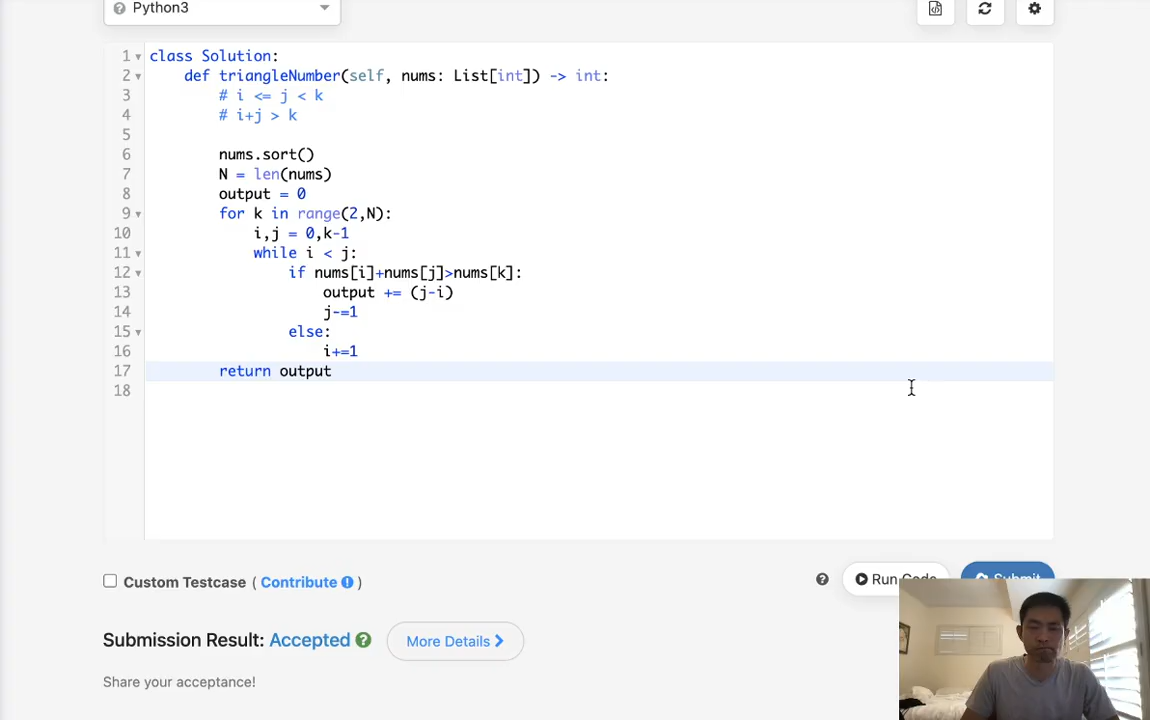 Python3
1 class Solution:
2 def triangleNumber(self, nums: List[int]) -> int:
3 # i <= j < k
4 # i+j > k
5
6 nums.sort()
7 N = len(nums)
8 output = 0
9 for k in range(2,N):
10 i,j = 0,k-1
11 while i < j:
12 if nums[i]+nums[j]>nums[k]:
13 output += (j-i)
14 j-=1
15 else:
16 i+=1
17 return output
18
Custom Testcase ( Contribute )
Run Code Submit
Submission Result: Accepted
More Details
Share your acceptance!